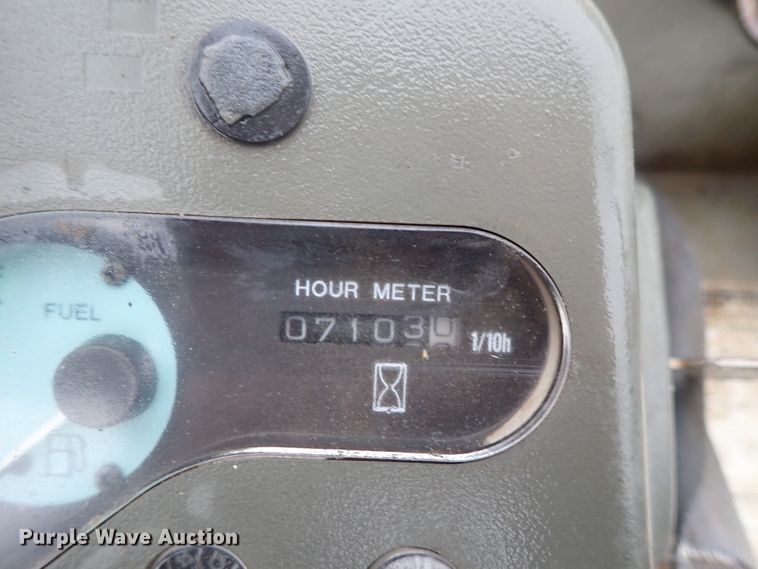 HOUR METER
07103
1/10h
FUEL
Purple Wave Auction